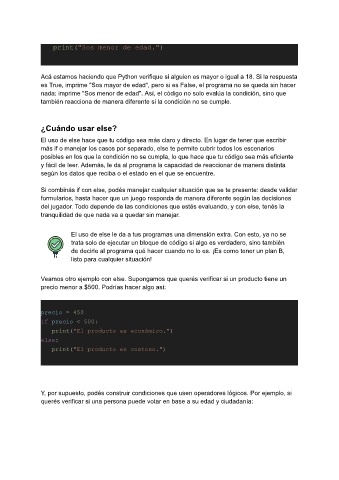 print("Sos menor de edad.")
Acá estamos haciendo que Python verifique si alguien es mayor o igual a 18. Si la respuesta
es True, imprime "Sos mayor de edad", pero si es False, el programa no se queda sin hacer
nada: imprime "Sos menor de edad". Así, el código no solo evalúa la condición, sino que
también reacciona de manera diferente si la condición no se cumple.
¿Cuándo usar else?
El uso de else hace que tu código sea más claro y directo. En lugar de tener que escribir
más if o manejar los casos por separado, else te permite cubrir todos los escenarios
posibles en los que la condición no se cumpla, lo que hace que tu código sea más eficiente
y fácil de leer. Además, le da al programa la capacidad de reaccionar de manera distinta
según los datos que reciba o el estado en el que se encuentre.
Si combinás if con else, podés manejar cualquier situación que se te presente: desde validar
formularios, hasta hacer que un juego responda de manera diferente según las decisiones
del jugador. Todo depende de las condiciones que estés evaluando, y con else, tenés la
tranquilidad de que nada va a quedar sin manejar.
El uso de else le da a tus programas una dimensión extra. Con esto, ya no se
trata solo de ejecutar un bloque de código si algo es verdadero, sino también
de decirle al programa qué hacer cuando no lo es. ¡Es como tener un plan B,
listo para cualquier situación!
Veamos otro ejemplo con else. Supongamos que querés verificar si un producto tiene un
precio menor a $500. Podrías hacer algo así:
precio = 450
if precio < 500:
print("El producto es económico.")
else:
print("El producto es costoso.")
Y, por supuesto, podés construir condiciones que usen operadores lógicos. Por ejemplo, si
querés verificar si una persona puede votar en base a su edad y ciudadanía: